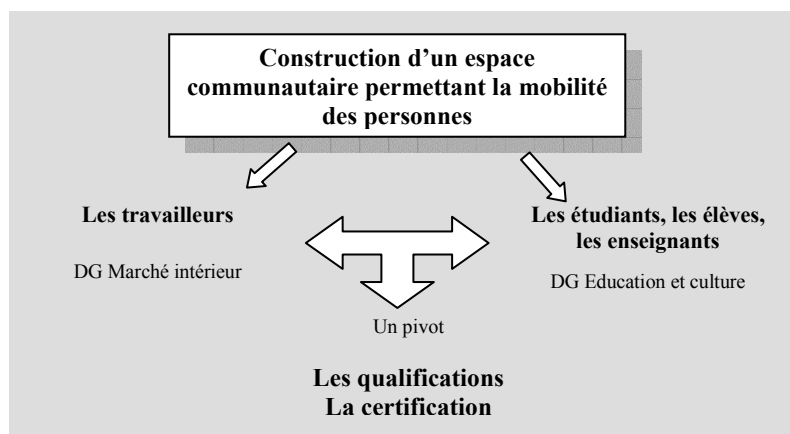 Construction d'un espace
communautaire permettant la mobilité
des personnes
Les travailleurs
DG Marché intérieur
Les étudiants, les élèves,
les enseignants
DG Education et culture
Un pivot
Les qualifications
La certification